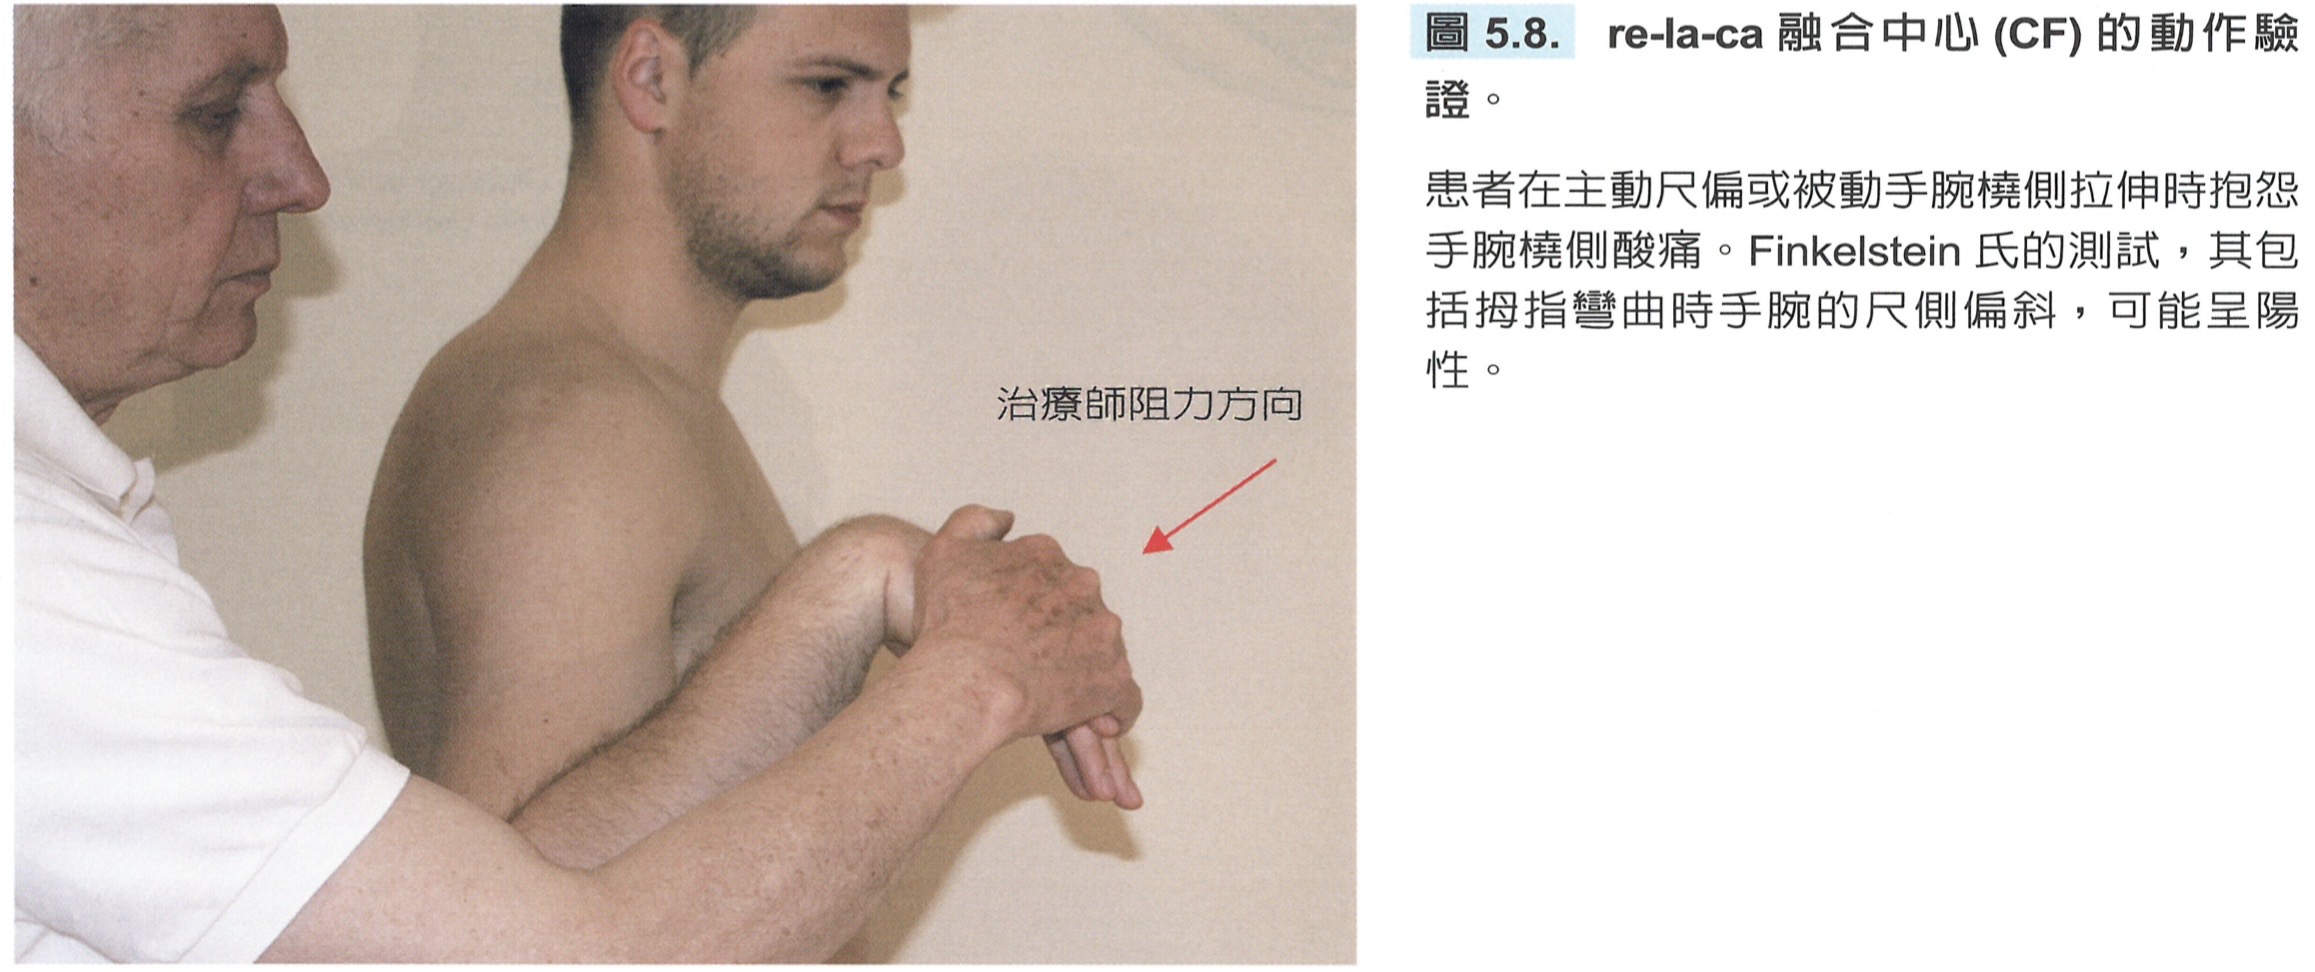 圖 5.8. re-la-ca 融合中心 (CF) 的動作驗
證。
患者在主動尺偏或被動手腕橈側拉伸時抱怨
手腕橈側酸痛。Finkelstein 氏的測試，其包
括拇指彎曲時手腕的尺側偏斜，可能呈陽
性。
治療師阻力方向